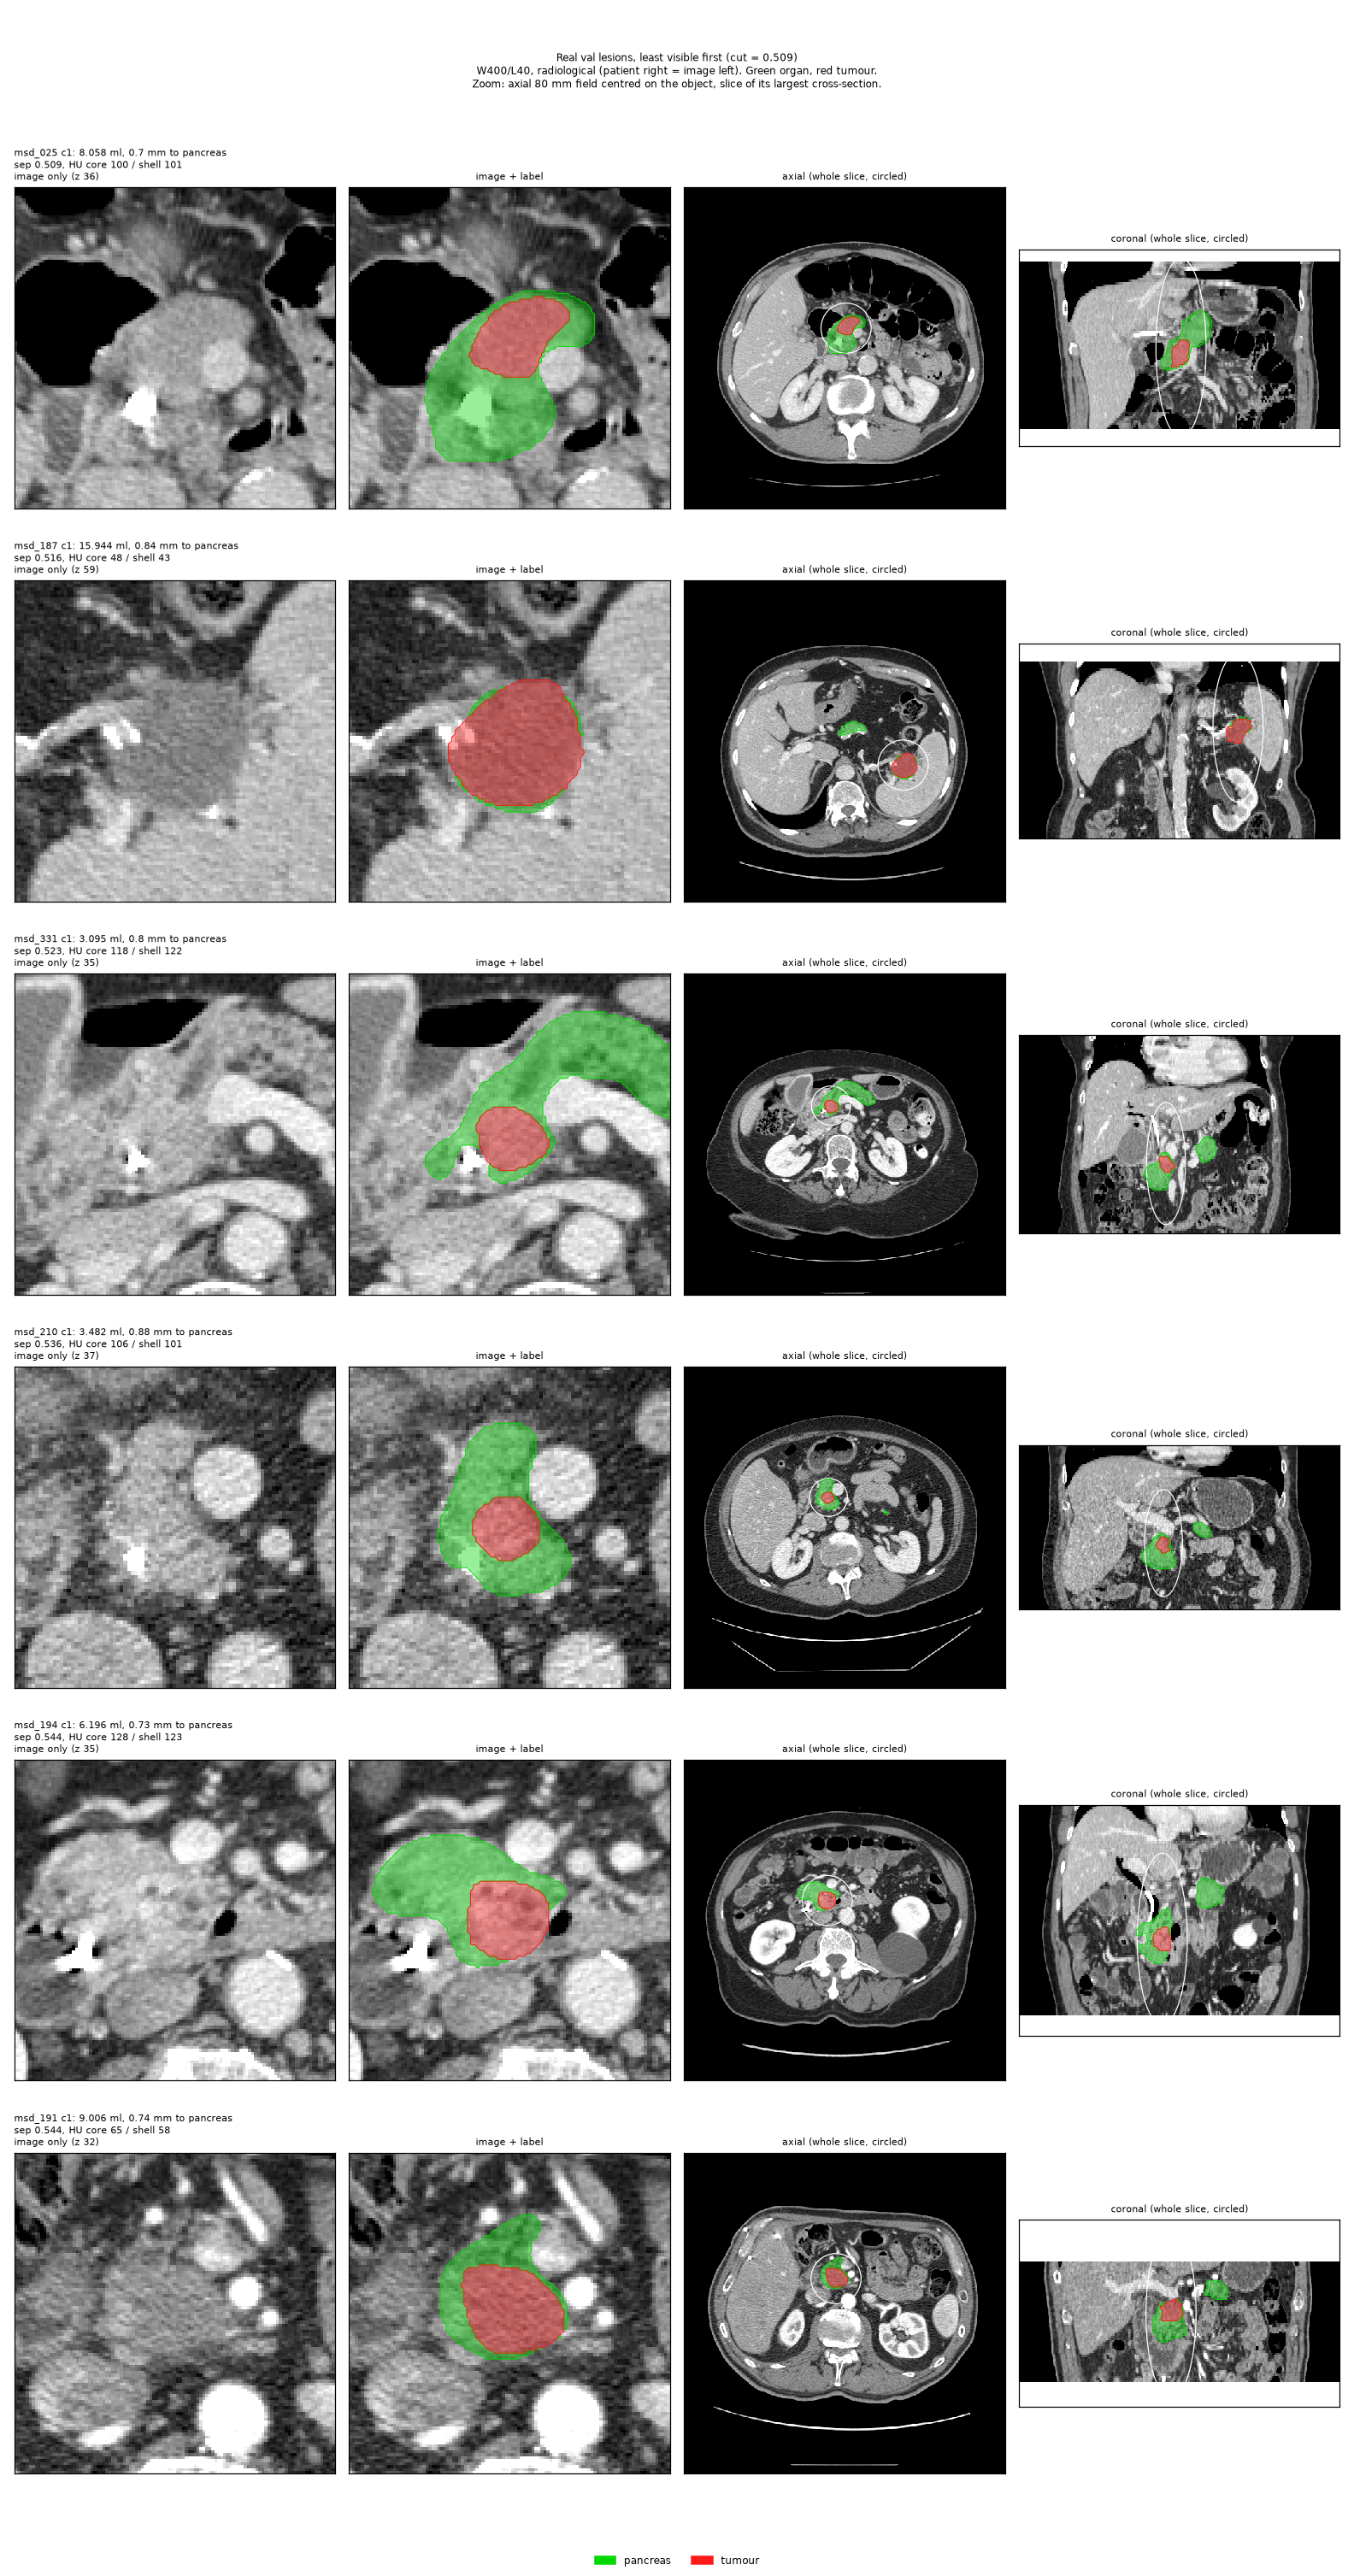 Real val lesions, least visible first (cut = 0.509)
W400/L40, radiological (patient right = image left). Green organ, red tumour.
Zoom: axial 80 mm field centred on the object, slice of its largest cross-section.
msd_025 c1: 8.058 ml, 0.7 mm to pancreas
sep 0.509, HU core 100 / shell 101
image only (z 36)
image + label
axial (whole slice, circled)
coronal (whole slice, circled)
msd_187 c1: 15.944 ml, 0.84 mm to pancreas
sep 0.516, HU core 48 / shell 43
image only (z 59)
image + label
axial (whole slice, circled)
coronal (whole slice, circled)
msd_331 c1: 3.095 ml, 0.8 mm to pancreas
sep 0.523, HU core 118 / shell 122
image only (z 35)
image + label
axial (whole slice, circled)
coronal (whole slice, circled)
msd_210 c1: 3.482 ml, 0.88 mm to pancreas
sep 0.536, HU core 106 / shell 101
image only (z 37)
image + label
axial (whole slice, circled)
coronal (whole slice, circled)
msd_194 c1: 6.196 ml, 0.73 mm to pancreas
sep 0.544, HU core 128 / shell 123
image only (z 35)
image + label
axial (whole slice, circled)
coronal (whole slice, circled)
msd_191 c1: 9.006 ml, 0.74 mm to pancreas
sep 0.544, HU core 65 / shell 58
image only (z 32)
image + label
axial (whole slice, circled)
coronal (whole slice, circled)
pancreas
tumour